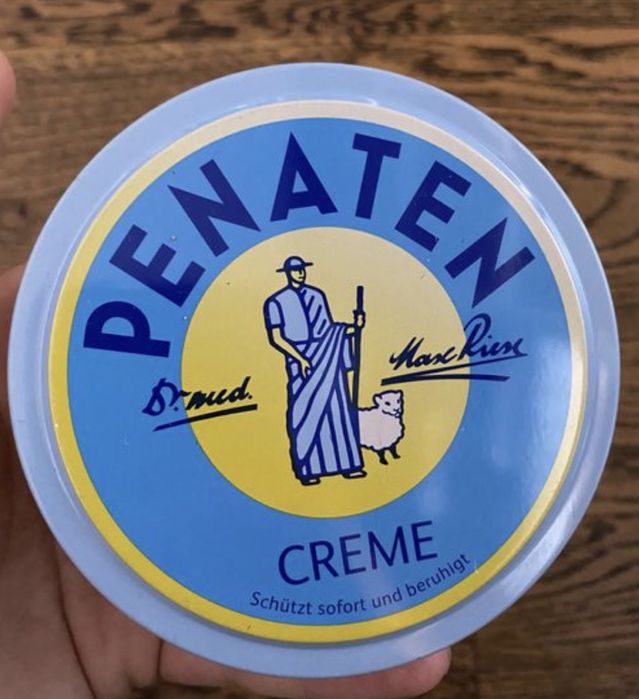 PENATEN
Dr. med. Max Riese
CREME
Schützt sofort und beruhigt